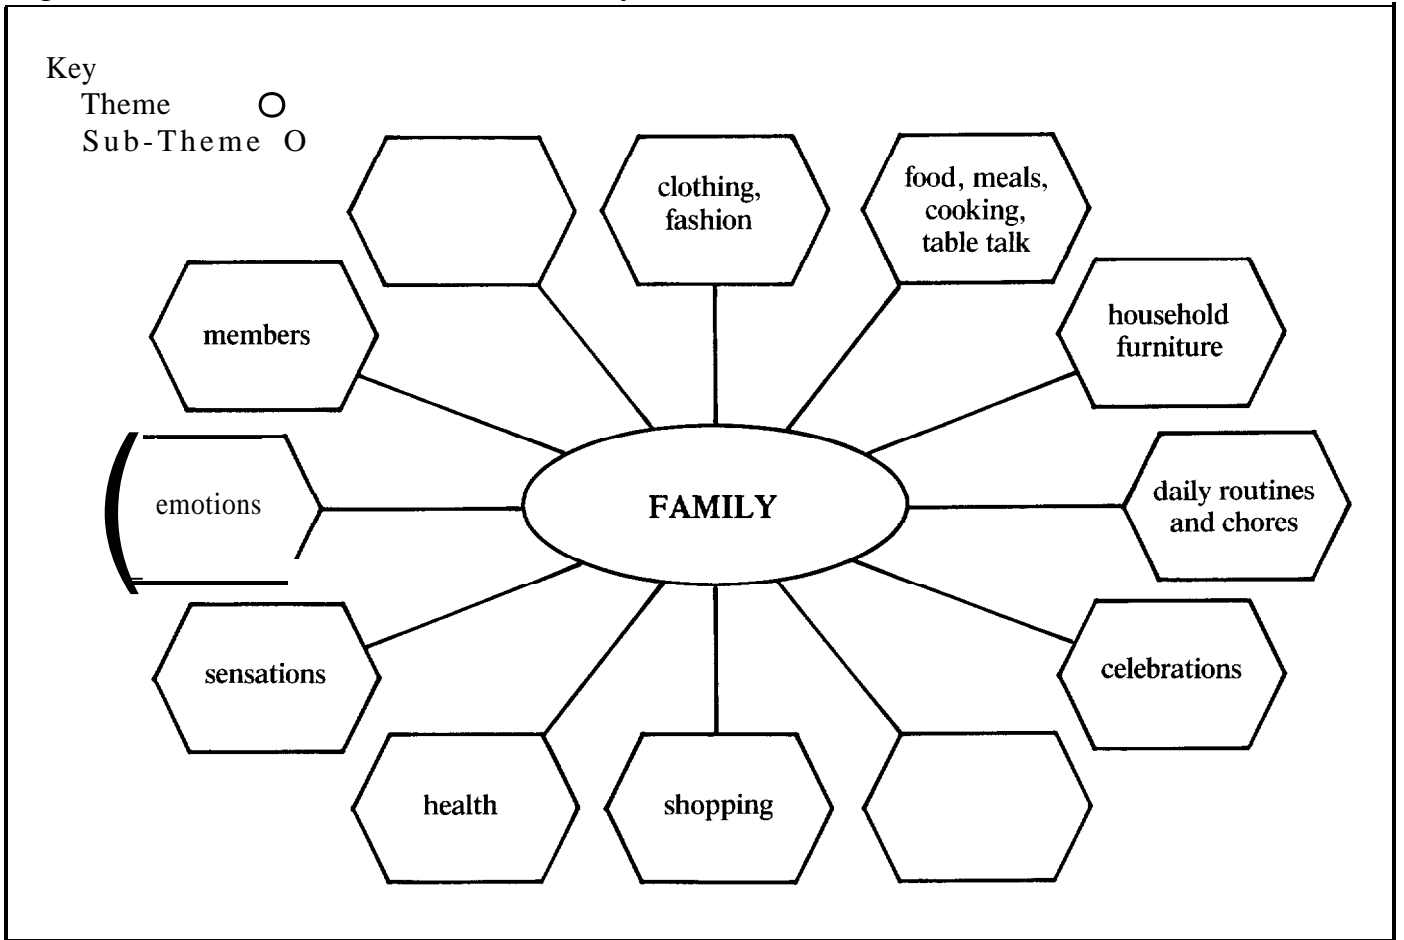 Key
Theme O
Sub-Theme O
clothing,
fashion
food, meals,
cooking,
table talk
members
household
furniture
emotions
FAMILY
daily routines
and chores
sensations
celebrations
health
shopping